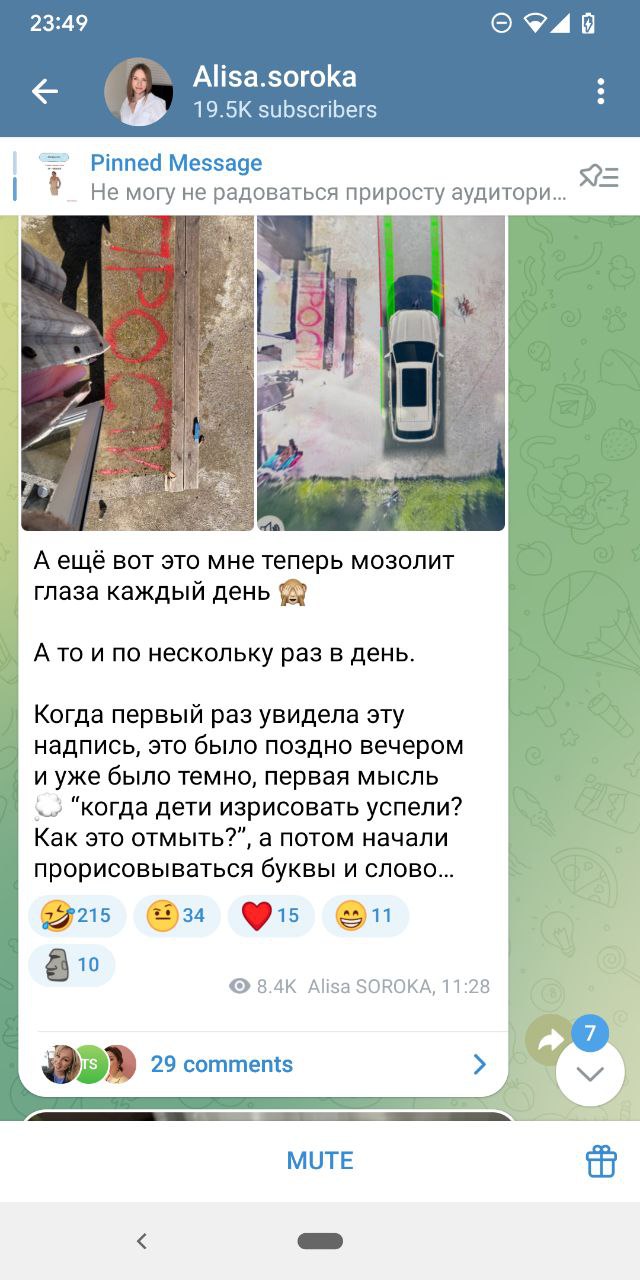 23:49
Alisa.soroka
19.5K subscribers
Pinned Message
Не могу не радоваться приросту аудитори...
ПРОСТИ
ПРОСТИ
А ещё вот это мне теперь мозолит
глаза каждый день 🙈
А то и по нескольку раз в день.
Когда первый раз увидела эту
надпись, это было поздно вечером
и уже было темно, первая мысль
💭 “когда дети изрисовать успели?
Как это отмыть?”, а потом начали
прорисовываться буквы и слово...
🤣 215 🤨 34 ❤️ 15 😁 11
🗿 10
8.4K Alisa SOROKA, 11:28
7
TS
29 comments
MUTE